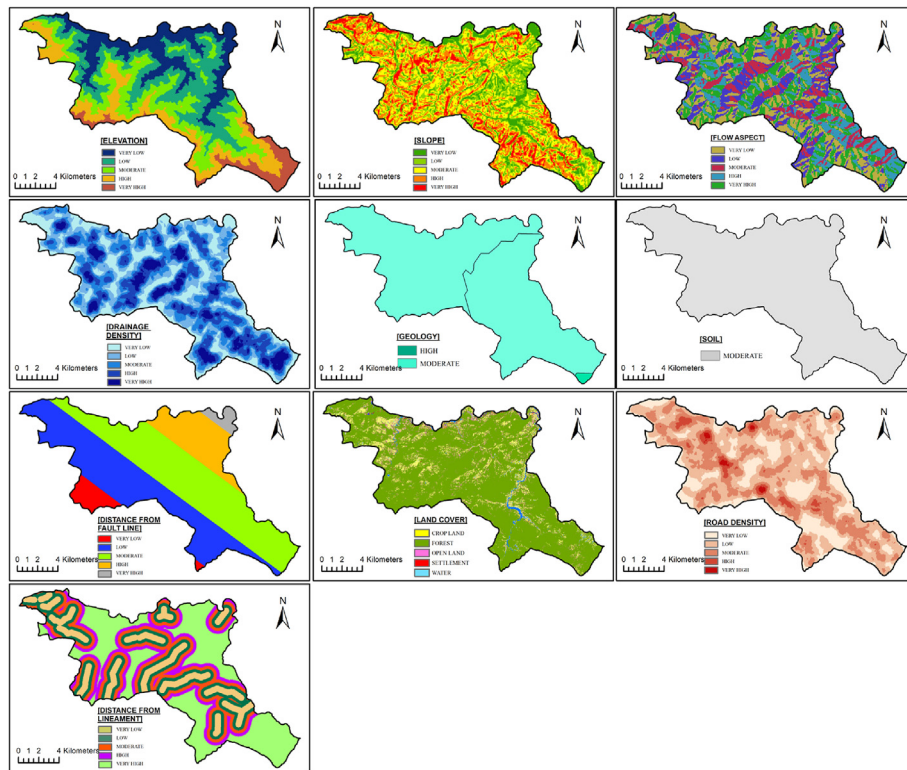 N
[ELEVATION]
VERY LOW
LOW
MODERATE
HIGH
VERY HIGH
0 1 2 4 Kilometers
N
[SLOPE]
VERY LOW
LOW
MODERATE
HIGH
VERY HIGH
0 1 2 4 Kilometers
N
[FLOW ASPECT]
VERY LOW
LOW
MODERATE
HIGH
VERY HIGH
0 1 2 4 Kilometers
N
[DRAINAGE
DENSITY]
VERY LOW
LOW
MODERATE
HIGH
VERY HIGH
0 1 2 4 Kilometers
N
[GEOLOGY]
HIGH
MODERATE
0 1 2 4 Kilometers
N
[SOIL]
MODERATE
0 1 2 4 Kilometers
N
[DISTANCE FROM
FAULT LINE]
VERY LOW
LOW
MODERATE
HIGH
VERY HIGH
0 1 2 4 Kilometers
N
[LAND COVER]
CROP LAND
FOREST
OPEN LAND
SETTLEMENT
WATER
0 1 2 4 Kilometers
N
[ROAD DENSITY]
VERY LOW
LOW
MODERATE
HIGH
VERY HIGH
0 1 2 4 Kilometers
N
[DISTANCE FROM
LINEAMENT]
VERY LOW
LOW
MODERATE
HIGH
VERY HIGH
0 1 2 4 Kilometers